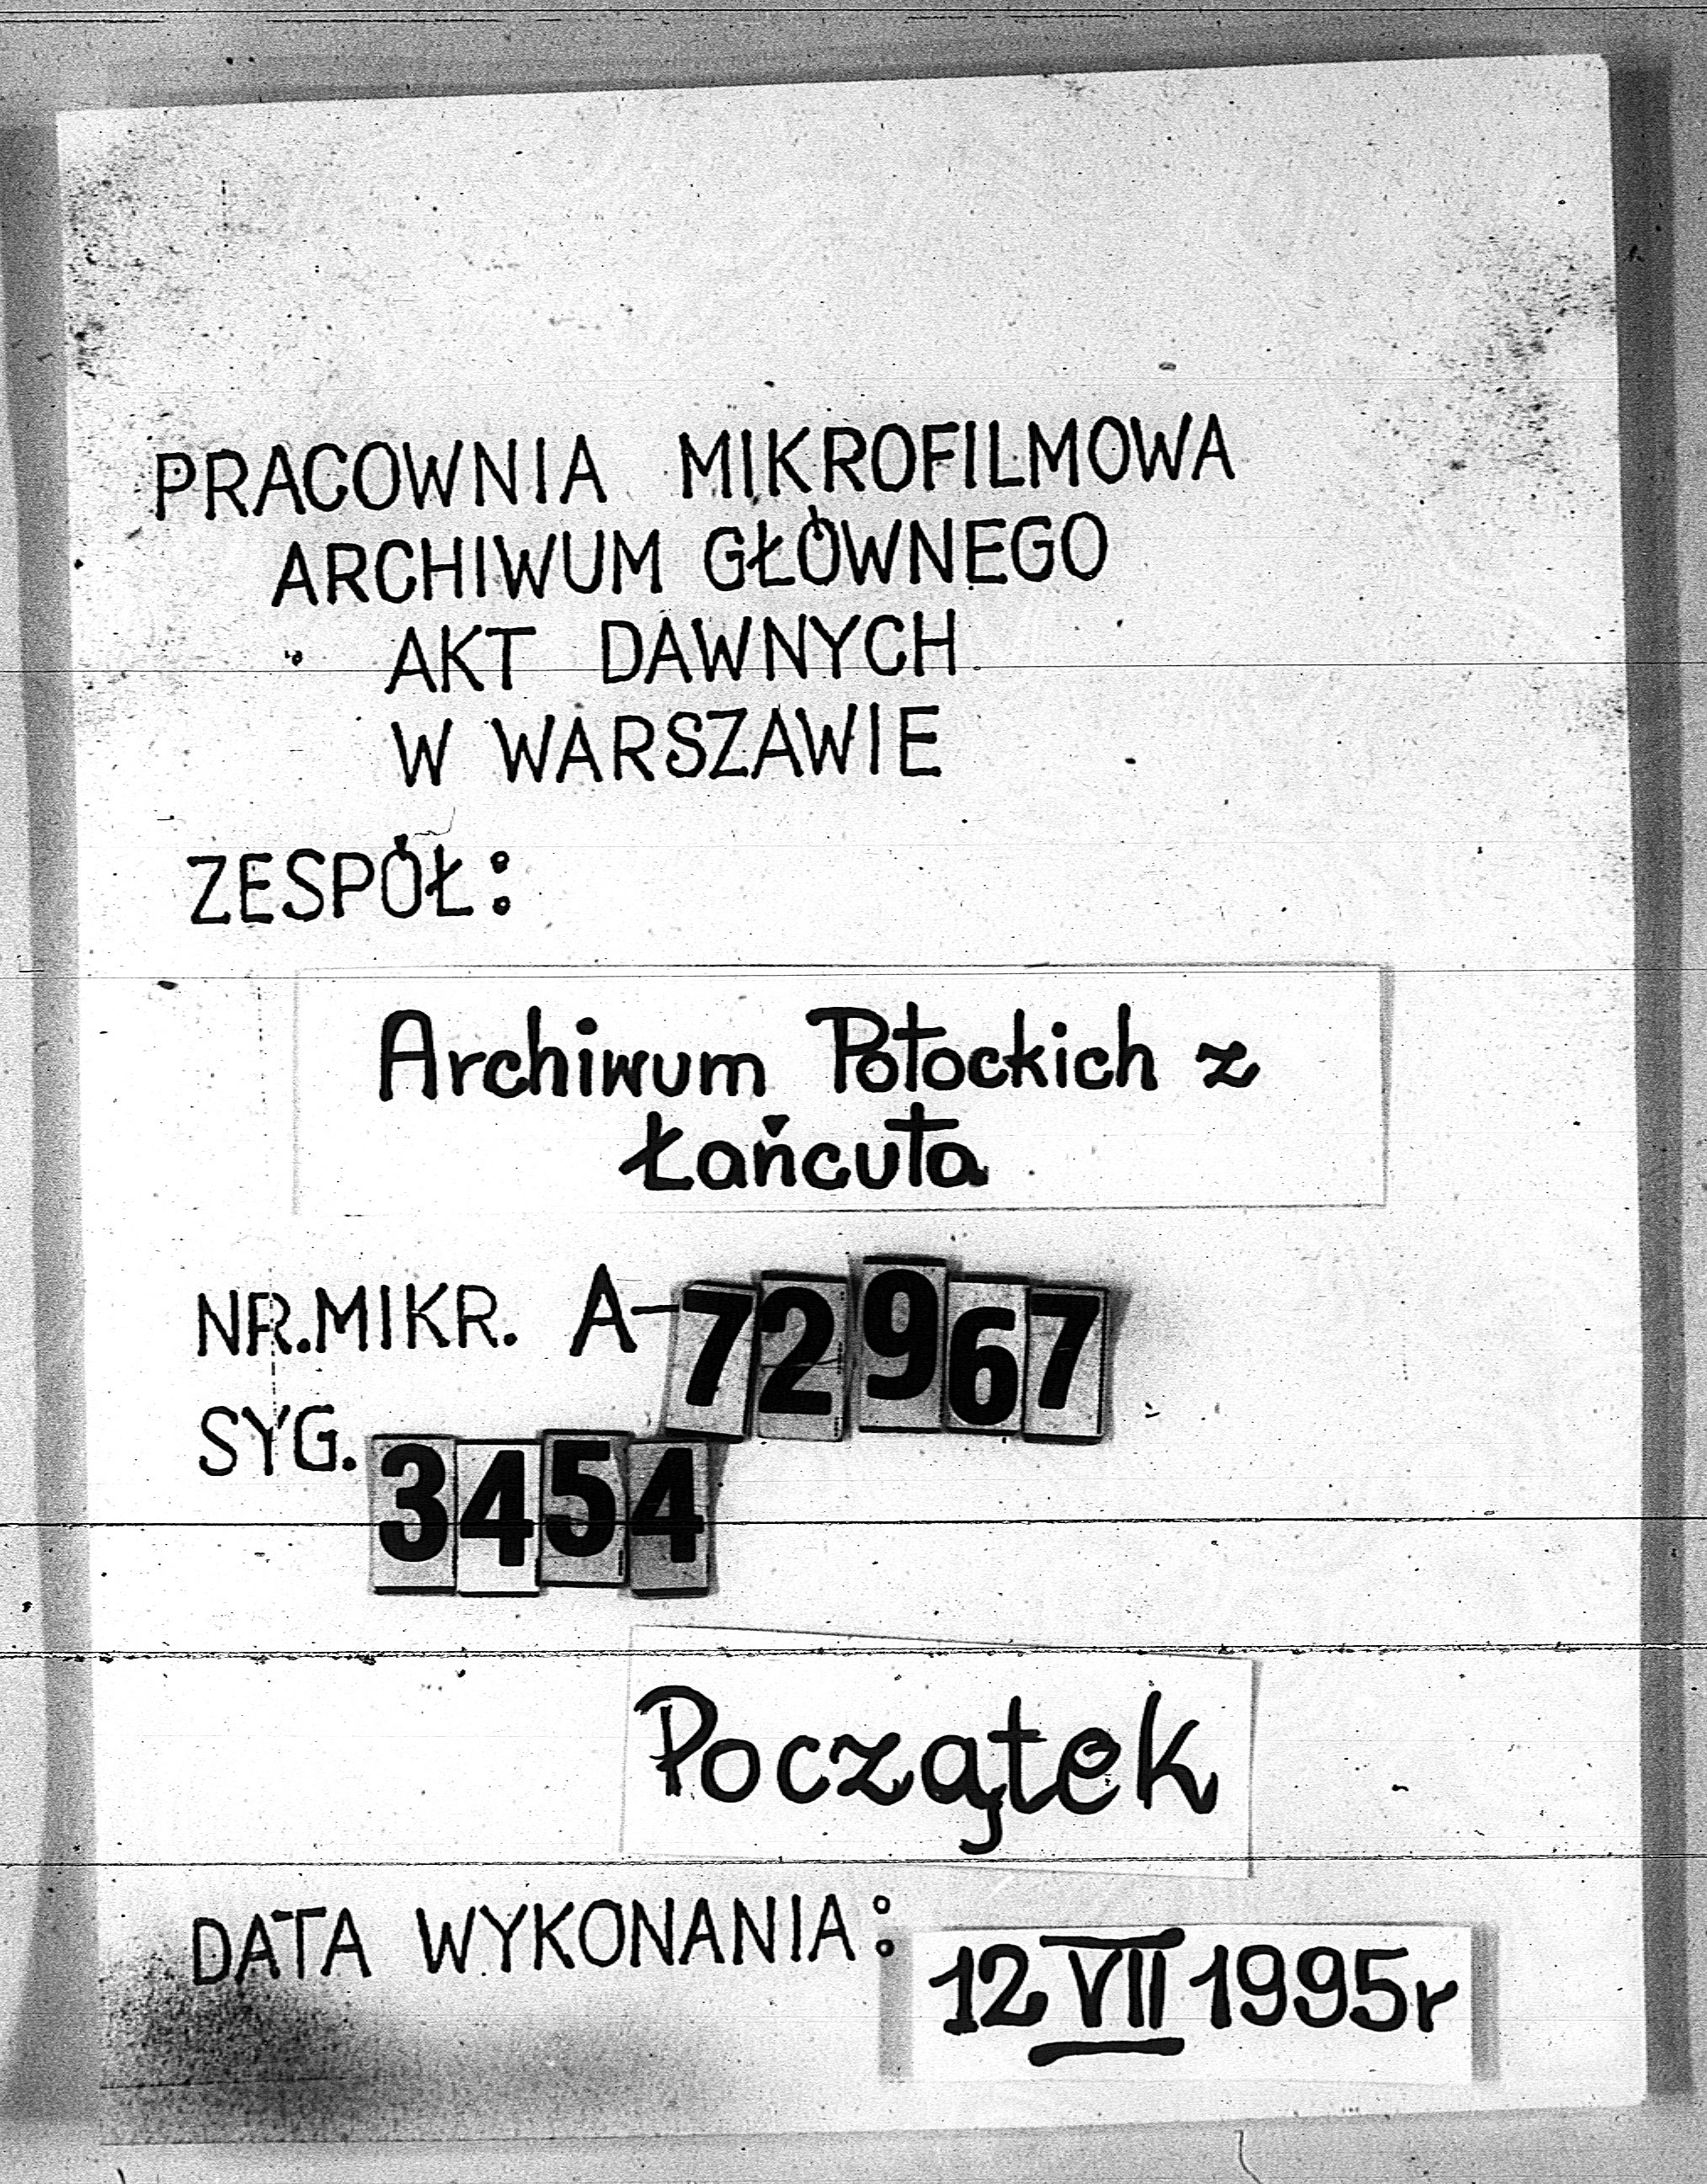 PRACOWNIA MIKROFILMOWA
ARCHIWUM GŁÓWNEGO
AKT DAWNYCH
W WARSZAWIE
ZESPÓŁ:
Archiwum Potockich z
Łańcuta
NR.MIKR. A-72967
SYG. 3454
Początek
DATA WYKONANIA: 12 VII 1995r